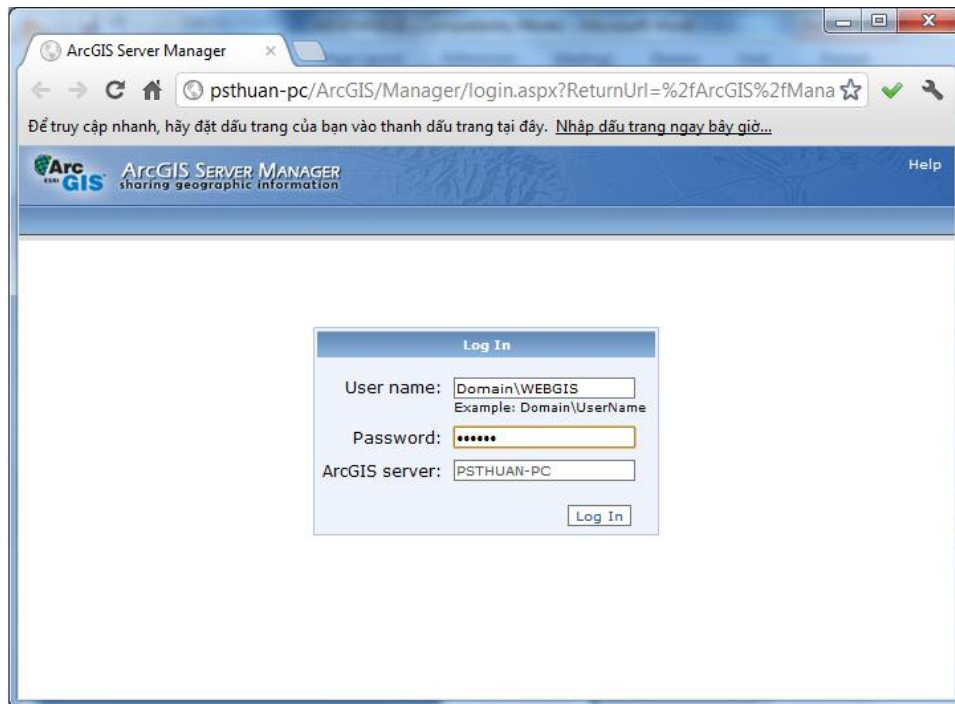 ArcGIS Server Manager
psthuan-pc/ArcGIS/Manager/login.aspx?ReturnUrl=%2fArcGIS%2fMana
Để truy cập nhanh, hãy đặt dấu trang của bạn vào thanh dấu trang tại đây. Nhập dấu trang ngay bây giờ...
Arc GIS ESRI
ArcGIS SERVER MANAGER
sharing geographic information
Help
Log In
User name: Domain\WEBGIS
Example: Domain\UserName
Password: ••••••
ArcGIS server: PSTHUAN-PC
Log In